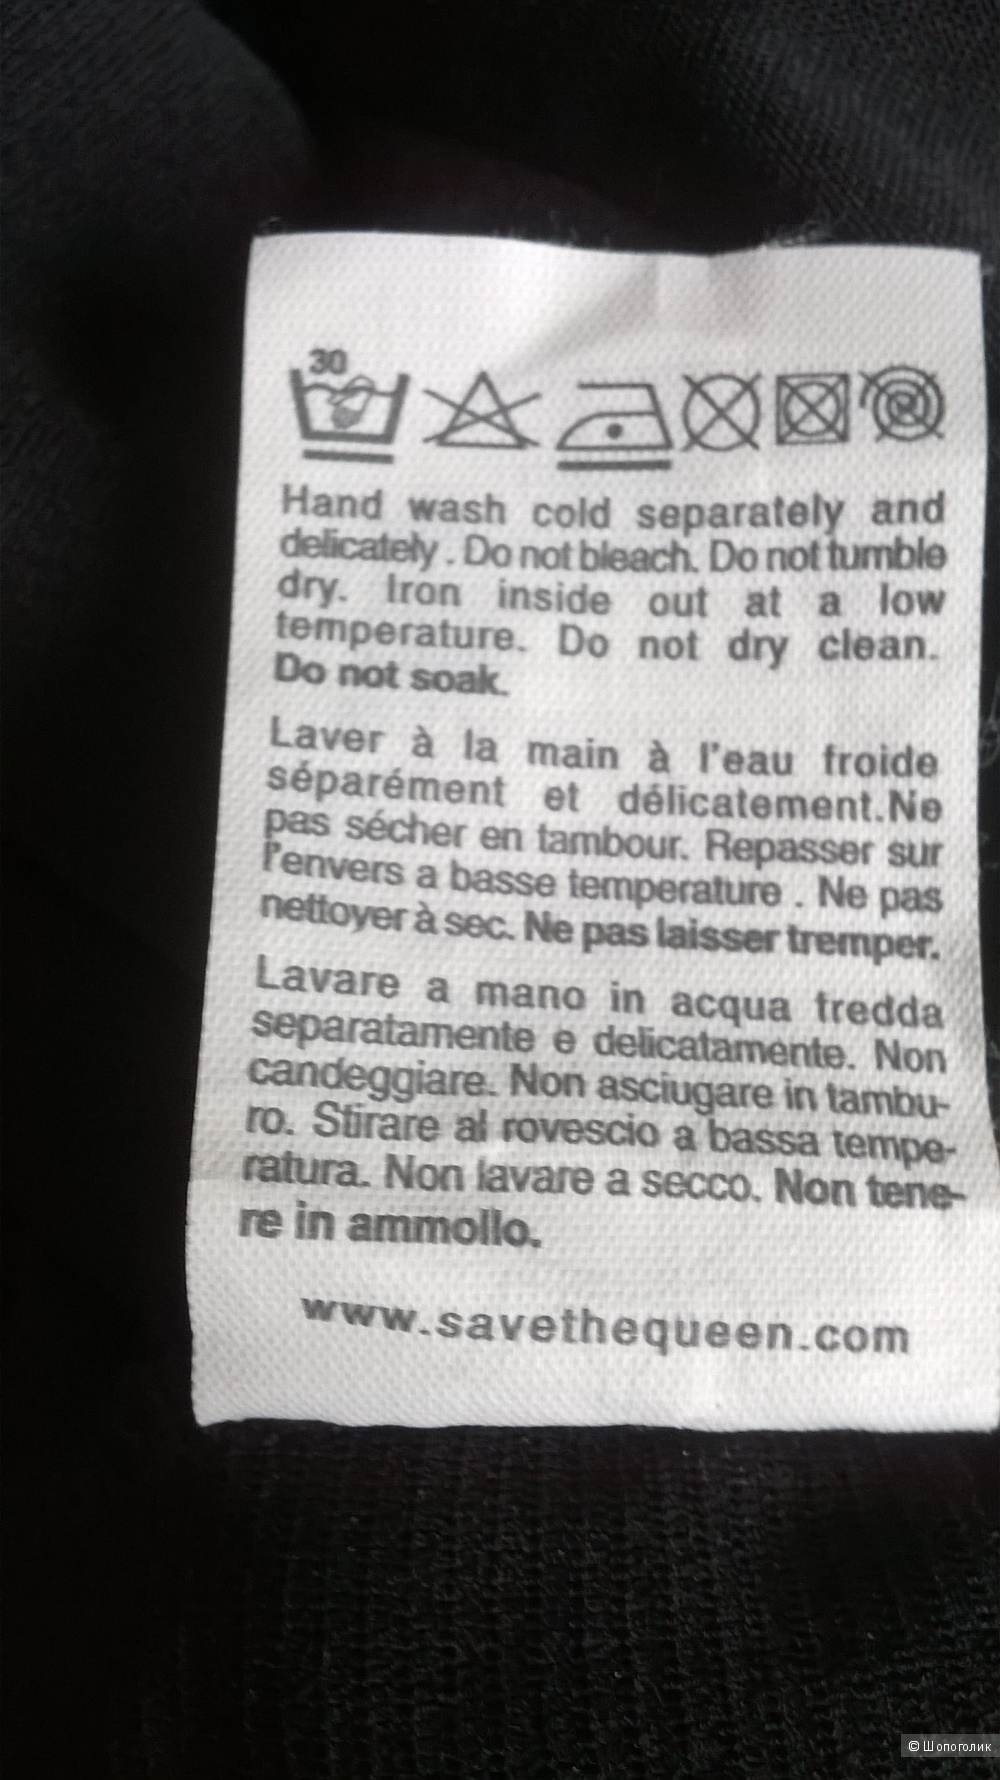 30
Hand wash cold separately and
delicately . Do not bleach. Do not tumble
dry. Iron inside out at a low
temperature. Do not dry clean.
Do not soak.
Laver à la main à l'eau froide
séparément et délicatement.Ne
pas sécher en tambour. Repasser sur
l'envers a basse temperature . Ne pas
nettoyer à sec. Ne pas laisser tremper.
Lavare a mano in acqua fredda
separatamente e delicatamente. Non
candeggiare. Non asciugare in tambu-
ro. Stirare al rovescio a bassa tempe-
ratura. Non lavare a secco. Non tene-
re in ammollo.
www.savethequeen.com
© Шопоголик